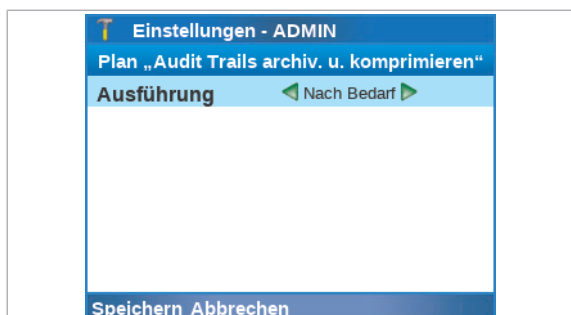 Einstellungen - ADMIN
Plan „Audit Trails archiv. u. komprimieren“
Ausführung Nach Bedarf
Speichern Abbrechen